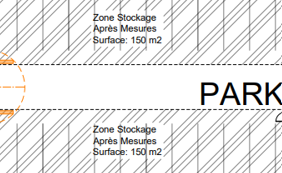 Zone Stockage
Après Mesures
Surface: 150 m2
PARK
Zone Stockage
Après Mesures
Surface: 150 m2